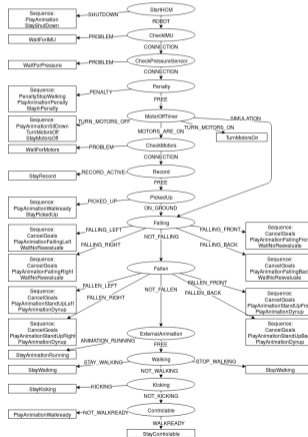 StartHCM
SHUTDOWN
Sequence:
PlayAnimation
StayShutDown
ROBOT
CheckIMU
PROBLEM
WaitForIMU
CONNECTION
CheckPressureSensor
PROBLEM
WaitForPressure
CONNECTION
Penalty
PENALTY
Sequence:
PenaltyStopWalking
PlayAnimationPenalty
StayInPenalty
FREE
MotorOffTimer
SIMULATION
TURN_MOTORS_OFF
TURN_MOTORS_ON
Sequence:
PlayAnimationSitDown
TurnMotorsOff
StayMotorsOff
MOTORS_ARE_ON
TurnMotorsOn
CheckMotors
PROBLEM
WaitForMotors
CONNECTION
Record
RECORD_ACTIVE
StayRecord
FREE
PickedUp
PICKED_UP
Sequence:
PlayAnimationWalkready
StayPickedUp
ON_GROUND
Falling
FALLING_LEFT
FALLING_FRONT
Sequence:
CancelGoals
PlayAnimationFallingLeft
WaitNoReevaluate
FALLING_RIGHT
NOT_FALLING
FALLING_BACK
Sequence:
CancelGoals
PlayAnimationFallingFront
WaitNoReevaluate
Sequence:
CancelGoals
PlayAnimationFallingRight
WaitNoReevaluate
Fallen
Sequence:
CancelGoals
PlayAnimationFallingBack
WaitNoReevaluate
FALLEN_LEFT
FALLEN_FRONT
Sequence:
CancelGoals
PlayAnimationStandUpLeft
PlayAnimationDynup
FALLEN_RIGHT
NOT_FALLEN
FALLEN_BACK
Sequence:
CancelGoals
PlayAnimationStandUpFront
PlayAnimationDynup
Sequence:
CancelGoals
PlayAnimationStandUpRight
PlayAnimationDynup
Sequence:
CancelGoals
PlayAnimationStandUpBack
PlayAnimationDynup
ExternalAnimation
ANIMATION_RUNNING
StayAnimationRunning
FREE
Walking
STAY_WALKING
STOP_WALKING
StayWalking
NOT_WALKING
StopWalking
Kicking
KICKING
StayKicking
NOT_KICKING
Controlable
NOT_WALKREADY
PlayAnimationWalkready
WALKREADY
StayControlable